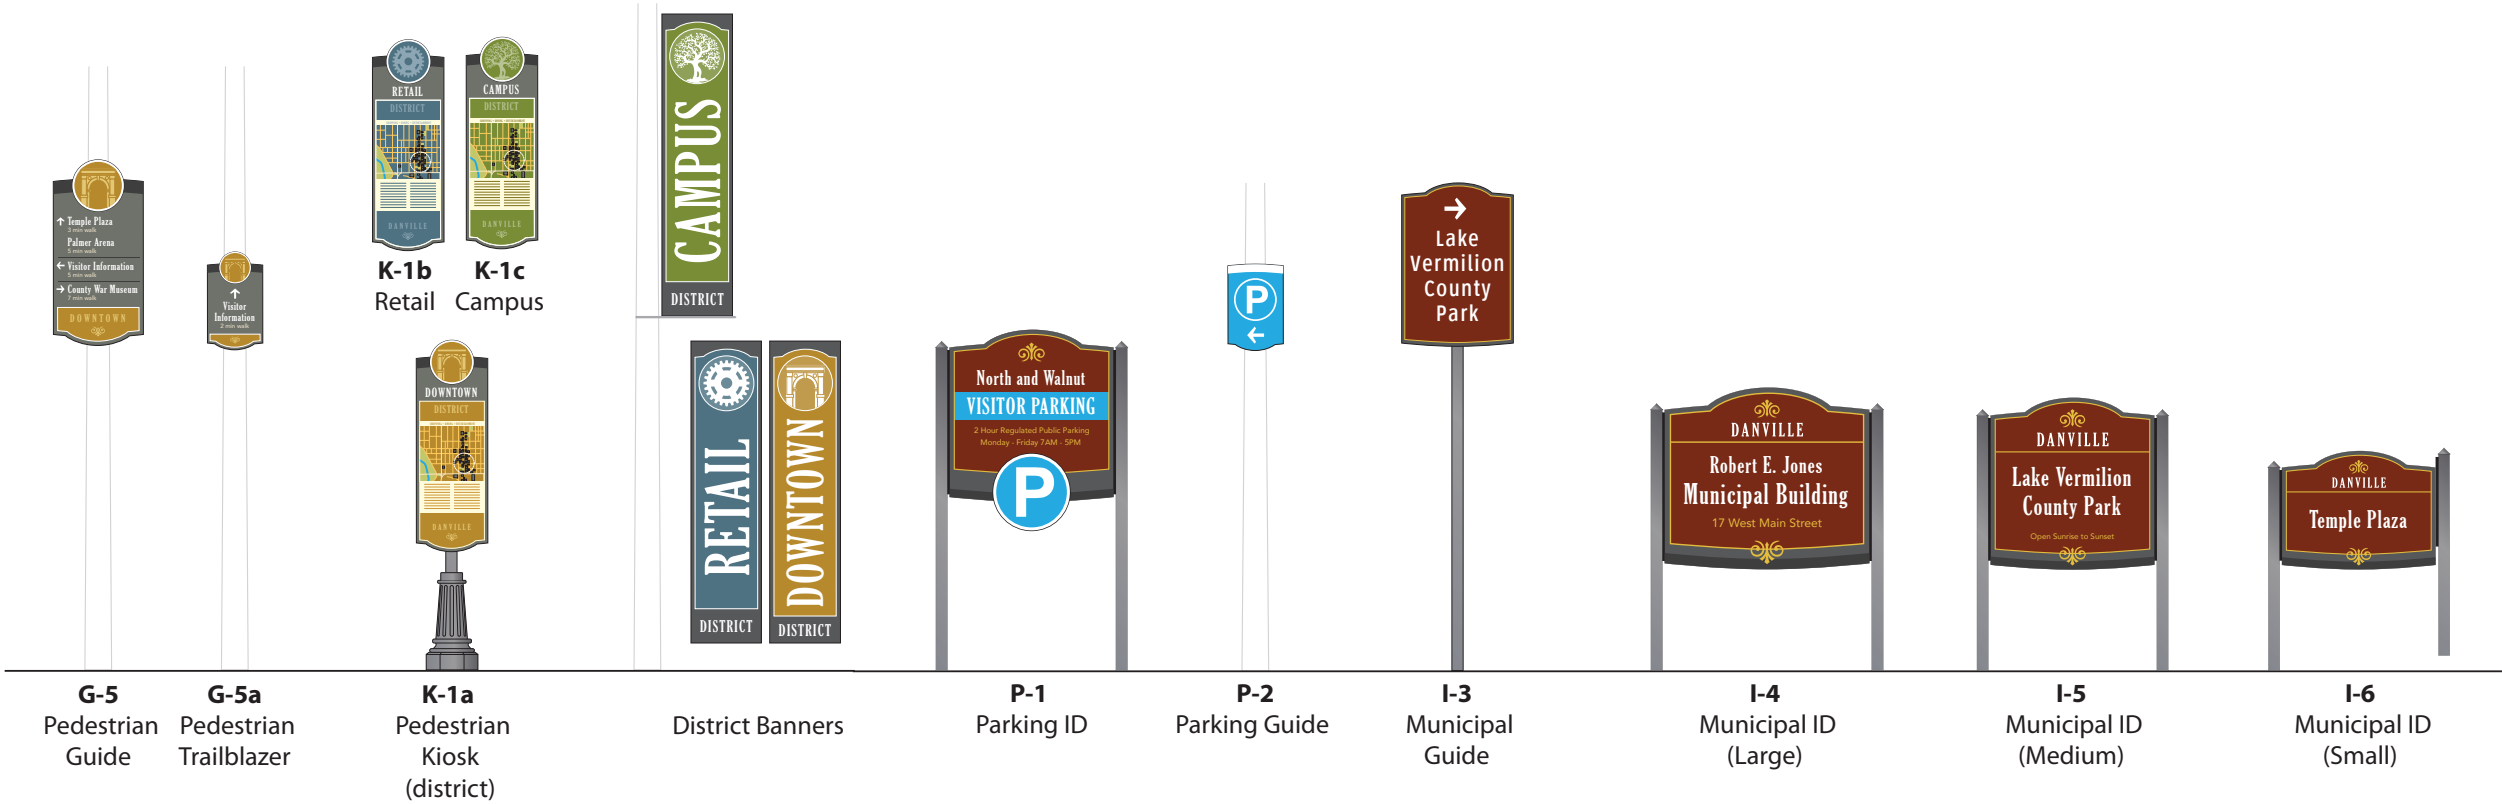 Temple Plaza
3 min walk
Palmer Arena
5 min walk
Visitor Information
5 min walk
County War Museum
7 min walk
DOWNTOWN
G-5
Pedestrian
Guide
Visitor
Information
2 min walk
G-5a
Pedestrian
Trailblazer
RETAIL
DISTRICT
DANVILLE
K-1b
Retail
CAMPUS
DISTRICT
DANVILLE
K-1c
Campus
DOWNTOWN
DISTRICT
DANVILLE
K-1a
Pedestrian
Kiosk
(district)
CAMPUS
DISTRICT
RETAIL
DISTRICT
DOWNTOWN
DISTRICT
District Banners
North and Walnut
VISITOR PARKING
2 Hour Regulated Public Parking
Monday - Friday 7AM - 5PM
P
P-1
Parking ID
P
P-2
Parking Guide
Lake
Vermilion
County
Park
I-3
Municipal
Guide
DANVILLE
Robert E. Jones
Municipal Building
17 West Main Street
I-4
Municipal ID
(Large)
DANVILLE
Lake Vermilion
County Park
Open Sunrise to Sunset
I-5
Municipal ID
(Medium)
DANVILLE
Temple Plaza
I-6
Municipal ID
(Small)